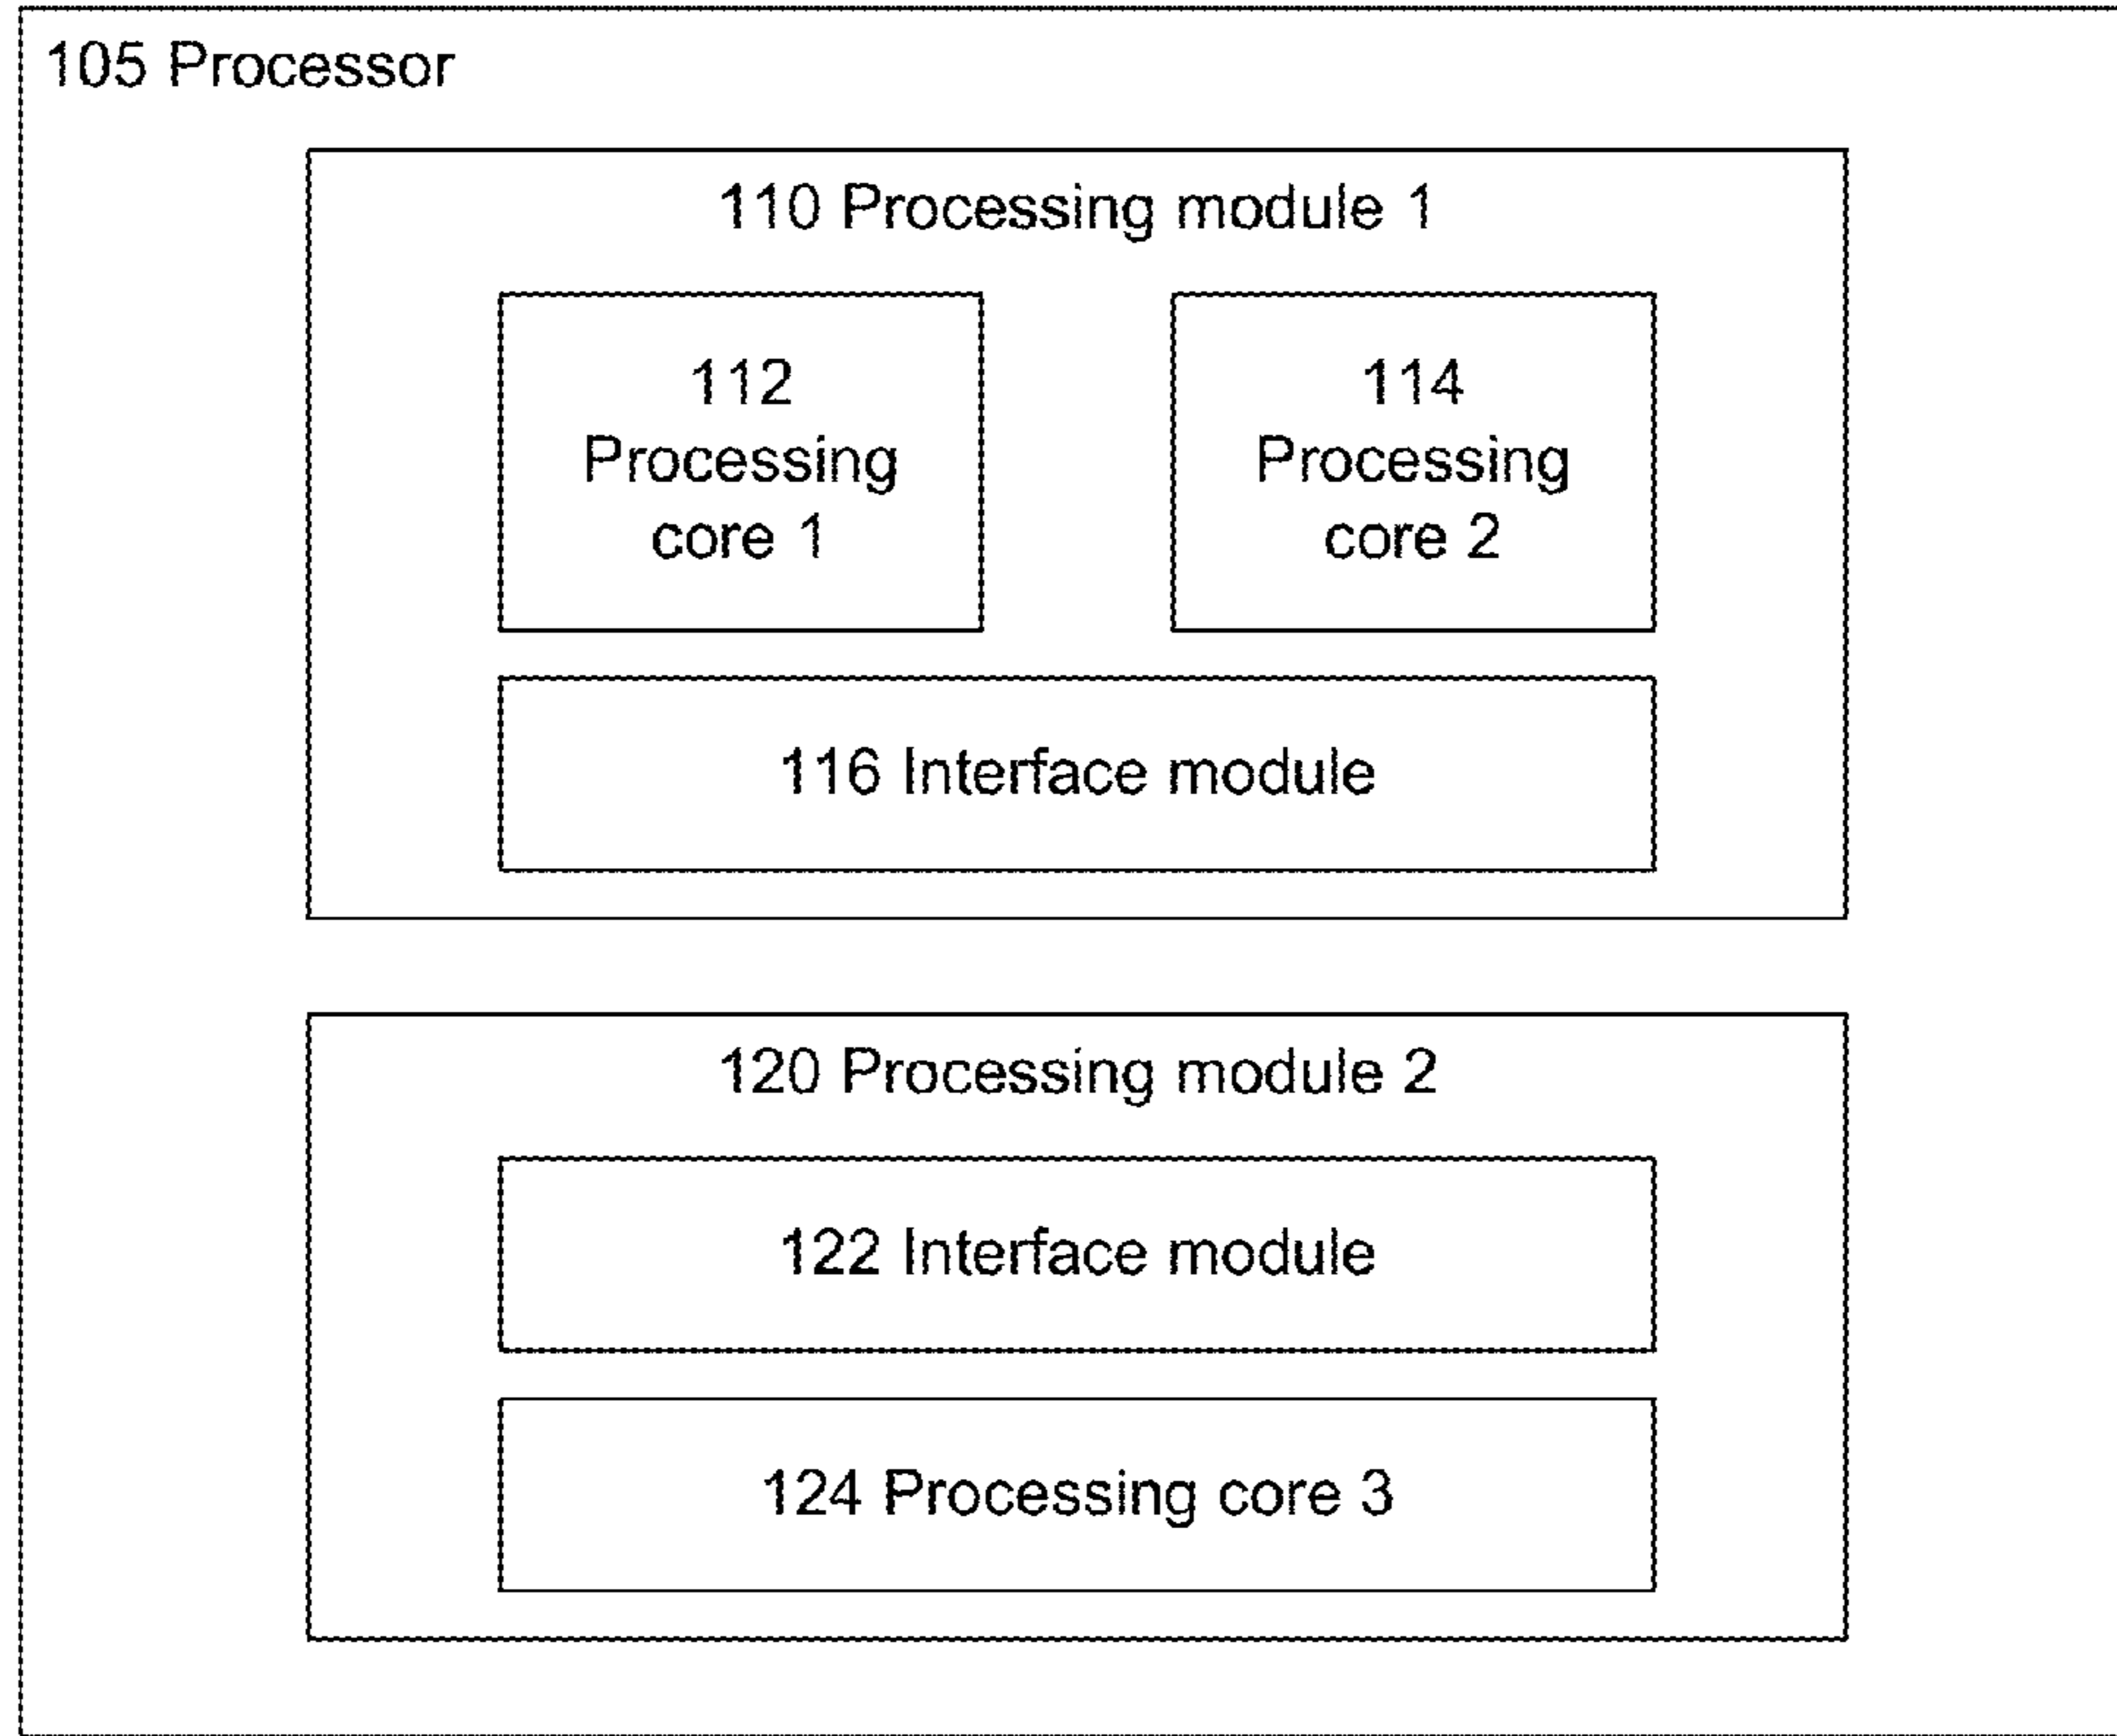 105 Processor
110 Processing module 1
112
Processing
core 1
114
Processing
core 2
116 Interface module
120 Processing module 2
122 Interface module
124 Processing core 3